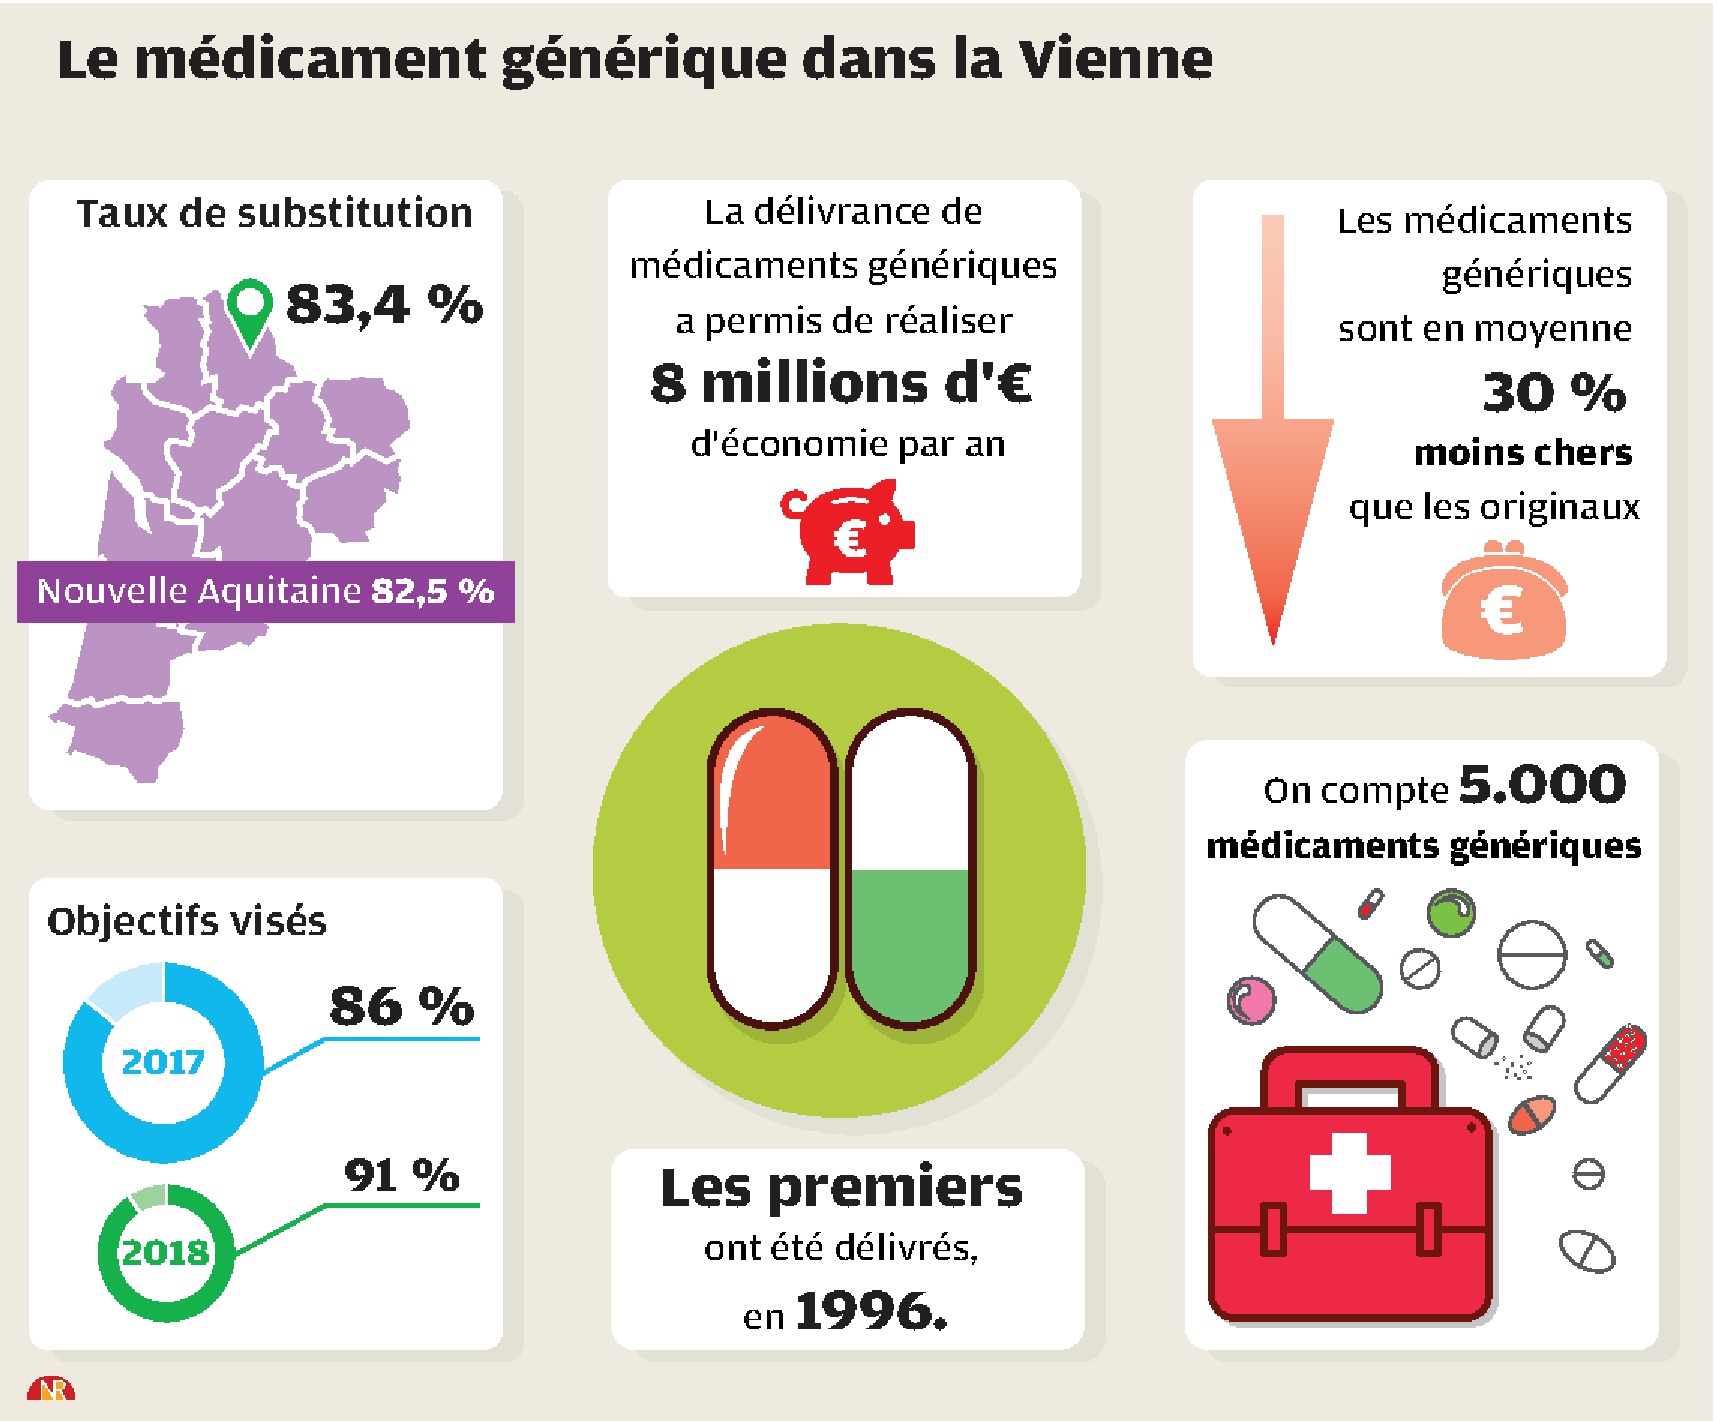 Le médicament générique dans la Vienne
Taux de substitution
83,4 %
Nouvelle Aquitaine 82,5 %
Objectifs visés
86 %
2017
91 %
2018
La délivrance de
médicaments génériques
a permis de réaliser
8 millions d'€
d'économie par an
€
Les premiers
ont été délivrés,
en 1996.
Les médicaments
génériques
sont en moyenne
30 %
moins chers
que les originaux
€
On compte 5.000
médicaments génériques
NR